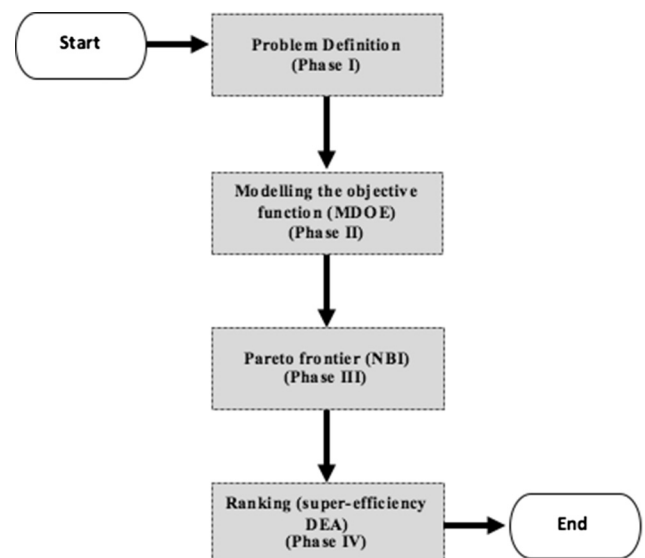 Start
Problem Definition
(Phase I)
Modelling the objective
function (MDOE)
(Phase II)
Pareto frontier (NBI)
(Phase III)
Ranking (super-efficiency
DEA)
(Phase IV)
End